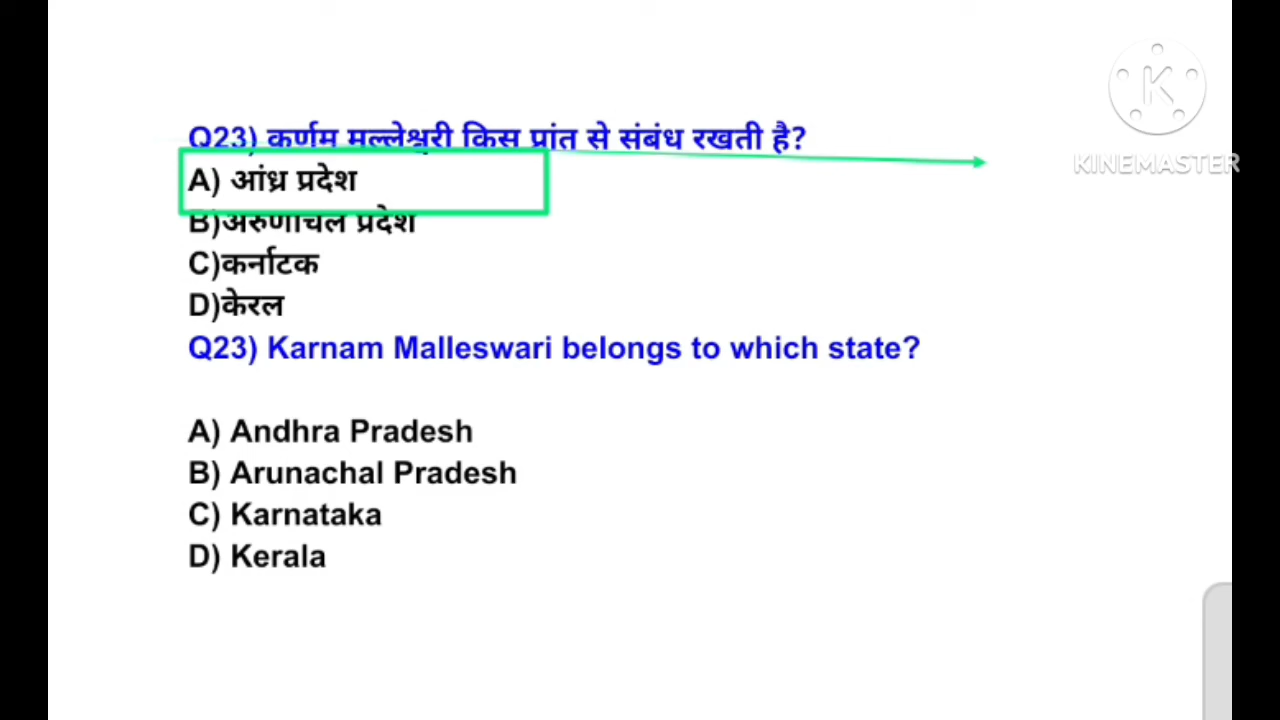 Q23) कर्णम मल्लेश्वरी किस प्रांत से संबंध रखती है?
A) आंध्र प्रदेश
B)अरुणाचल प्रदेश
C)कर्नाटक
D)केरल
Q23) Karnam Malleswari belongs to which state?
A) Andhra Pradesh
B) Arunachal Pradesh
C) Karnataka
D) Kerala
K
KINEMASTER